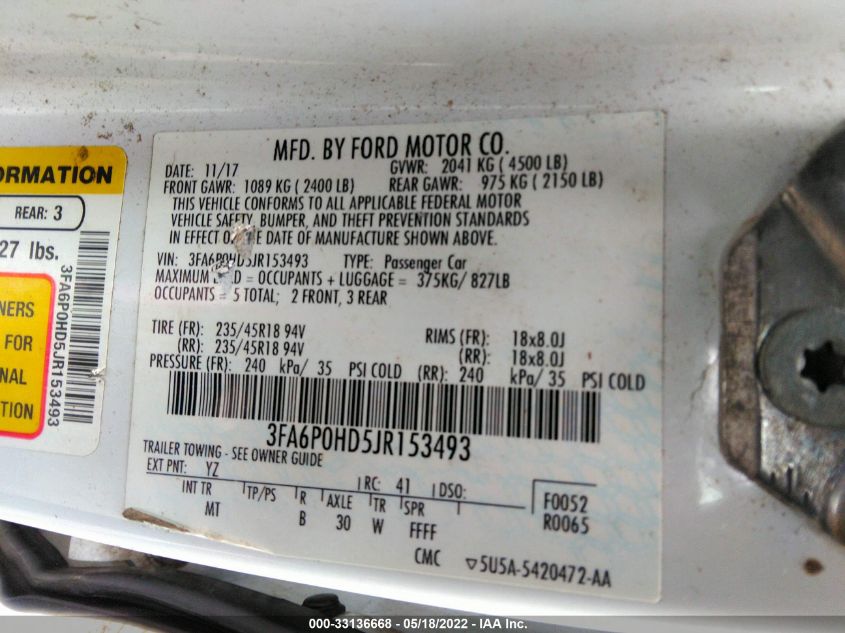 ORMATION
REAR: 3
27 lbs.
NERS
FOR
NAL
TION
3FA6P0HD5JR153493
MFD. BY FORD MOTOR CO.
DATE: 11/17 GVWR: 2041 KG ( 4500 LB)
FRONT GAWR: 1089 KG ( 2400 LB) REAR GAWR: 975 KG ( 2150 LB)
THIS VEHICLE CONFORMS TO ALL APPLICABLE FEDERAL MOTOR
VEHICLE SAFETY, BUMPER, AND THEFT PREVENTION STANDARDS
IN EFFECT ON THE DATE OF MANUFACTURE SHOWN ABOVE.
VIN: 3FA6P0HD5JR153493 TYPE: Passenger Car
MAXIMUM = OCCUPANTS + LUGGAGE = 375KG/ 827LB
OCCUPANTS = 5 TOTAL; 2 FRONT, 3 REAR
TIRE (FR): 235/45R18 94V RIMS (FR): 18x8.0J
(RR): 235/45R18 94V (RR): 18x8.0J
PRESSURE (FR): 240 kPa/ 35 PSI COLD (RR): 240 kPa/ 35 PSI COLD
3FA6P0HD5JR153493
TRAILER TOWING - SEE OWNER GUIDE
EXT PNT: YZ RC: 41 DSO:
INT TR TP/PS R AXLE TR SPR F0052
MT B 30 W FFFF R0065
CMC ▽5U5A-5420472-AA
000-33136668 - 05/18/2022 - IAA Inc.